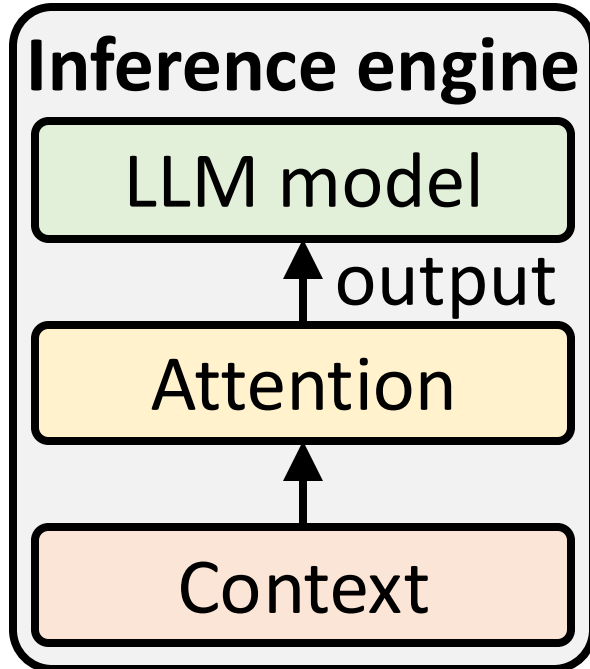 Inference engine
LLM model
output
Attention
Context